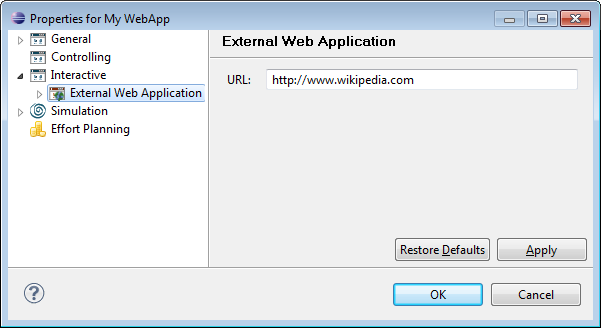 Properties for My WebApp
General
Controlling
Interactive
External Web Application
Simulation
Effort Planning
External Web Application
URL: http://www.wikipedia.com
Restore Defaults Apply
? OK Cancel